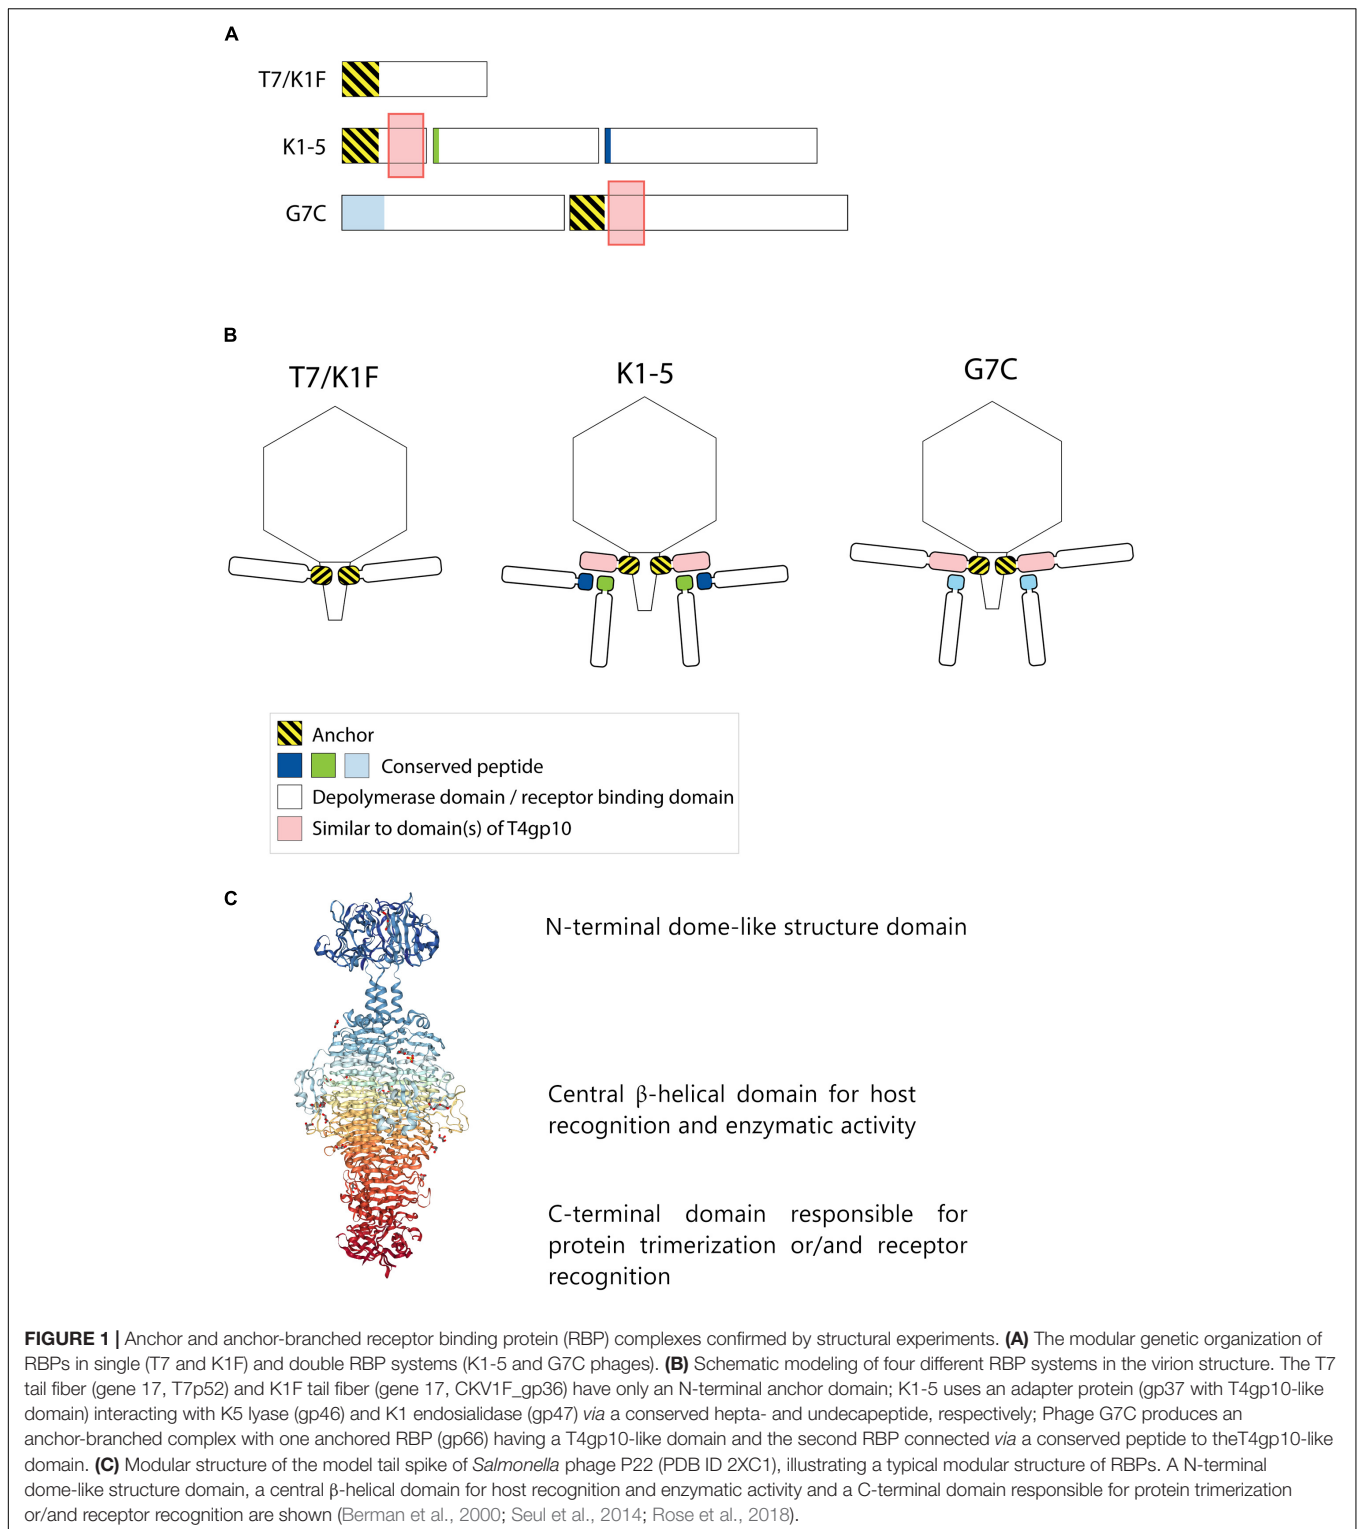 A
T7/K1F
K1-5
G7C
B
T7/K1F
K1-5
G7C
Anchor
Conserved peptide
Depolymerase domain / receptor binding domain
Similar to domain(s) of T4gp10
C
N-terminal dome-like structure domain
Central β-helical domain for host
recognition and enzymatic activity
C-terminal domain responsible for
protein trimerization or/and receptor
recognition
FIGURE 1 | Anchor and anchor-branched receptor binding protein (RBP) complexes confirmed by structural experiments. (A) The modular genetic organization of
RBPs in single (T7 and K1F) and double RBP systems (K1-5 and G7C phages). (B) Schematic modeling of four different RBP systems in the virion structure. The T7
tail fiber (gene 17, T7p52) and K1F tail fiber (gene 17, CKV1F_gp36) have only an N-terminal anchor domain; K1-5 uses an adapter protein (gp37 with T4gp10-like
domain) interacting with K5 lyase (gp46) and K1 endosialidase (gp47) via a conserved hepta- and undecapeptide, respectively; Phage G7C produces an
anchor-branched complex with one anchored RBP (gp66) having a T4gp10-like domain and the second RBP connected via a conserved peptide to theT4gp10-like
domain. (C) Modular structure of the model tail spike of Salmonella phage P22 (PDB ID 2XC1), illustrating a typical modular structure of RBPs. A N-terminal
dome-like structure domain, a central β-helical domain for host recognition and enzymatic activity and a C-terminal domain responsible for protein trimerization
or/and receptor recognition are shown (Berman et al., 2000; Seul et al., 2014; Rose et al., 2018).